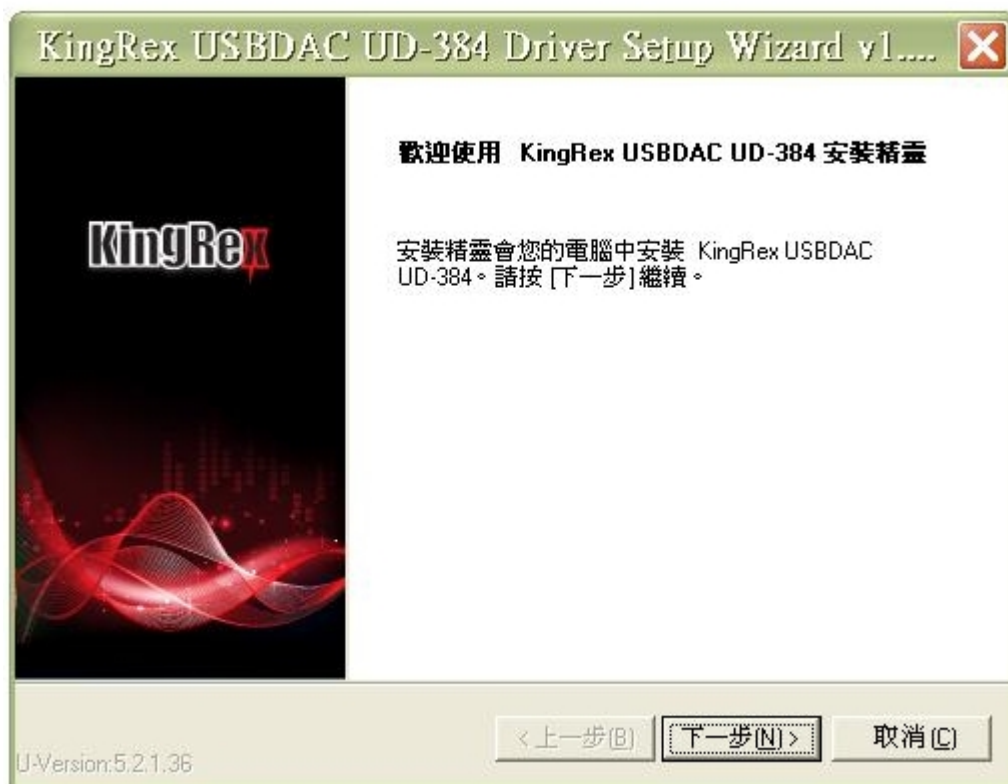 KingRex USBDAC UD-384 Driver Setup Wizard v1....
歡迎使用 KingRex USBDAC UD-384 安裝精靈
KingRex
安裝精靈會您的電腦中安裝 KingRex USBDAC
UD-384。請按 [下一步] 繼續。
<上一步(B)
下一步(N)>
取消(C)
U-Version:5.2.1.36